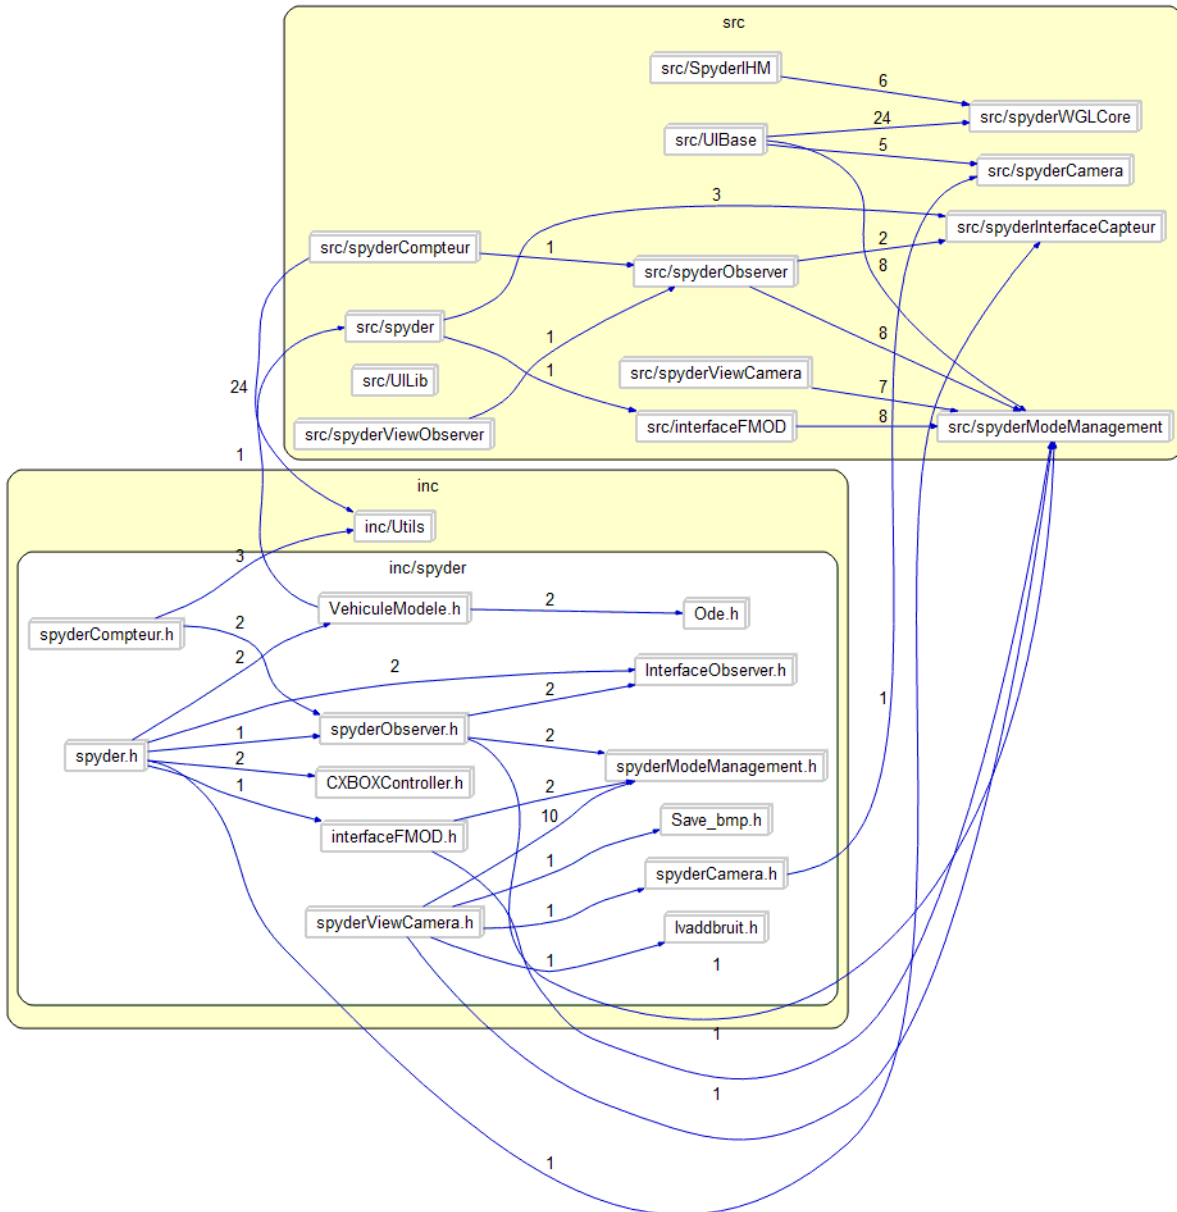 src
src/SpyderIHM
6
src/spyderWGLCore
24
src/UIBase
5
src/spyderCamera
3
src/spyderInterfaceCapteur
src/spyderCompteur
1
2
src/spyderObserver
8
src/spyder
1
8
src/spyderViewCamera
1
src/UILib
24
7
src/spyderViewObserver
src/interfaceFMOD
8
src/spyderModeManagement
1
inc
inc/Utils
3
inc/spyder
VehiculeModele.h
2
Ode.h
spyderCompteur.h
2
2
2
InterfaceObserver.h
2
spyderObserver.h
1
2
spyder.h
2
spyderModeManagement.h
CXBOXController.h
1
2
interfaceFMOD.h
10
Save_bmp.h
1
spyderCamera.h
1
1
spyderViewCamera.h
lvaddbruit.h
1
1
1
1
1